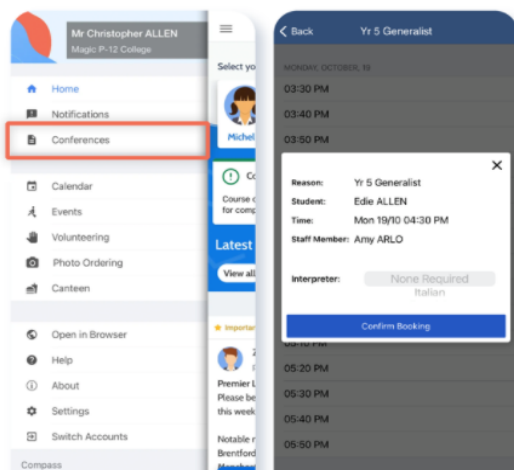 Mr Christopher ALLEN
Magic P-12 College
Home
Notifications
Conferences
Calendar
Events
Volunteering
Photo Ordering
Canteen
Open in Browser
Help
About
Settings
Switch Accounts
Compass
Select yo
Michel
Co
Course c
for comp
Latest
View all
Importan
Premier L
Please be
this week
Notable r
Brentford
Back
Yr 5 Generalist
MONDAY, OCTOBER, 19
03:30 PM
03:40 PM
03:50 PM
Reason: Yr 5 Generalist
Student: Edie ALLEN
Time: Mon 19/10 04:30 PM
Staff Member: Amy ARLO
Interpreter: None Required
Italian
Confirm Booking
05:10 PM
05:20 PM
05:30 PM
05:40 PM
05:50 PM